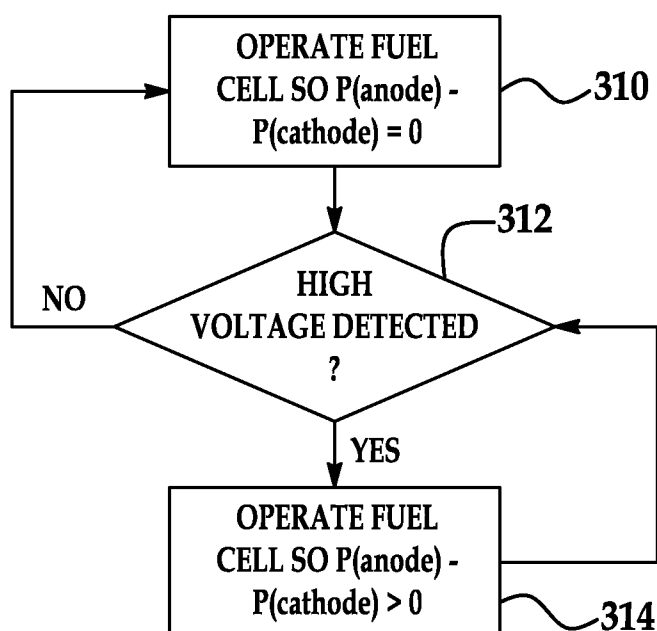 OPERATE FUEL
CELL SO P(anode) -
P(cathode) = 0
310
312
HIGH
VOLTAGE DETECTED
?
NO
YES
OPERATE FUEL
CELL SO P(anode) -
P(cathode) > 0
314